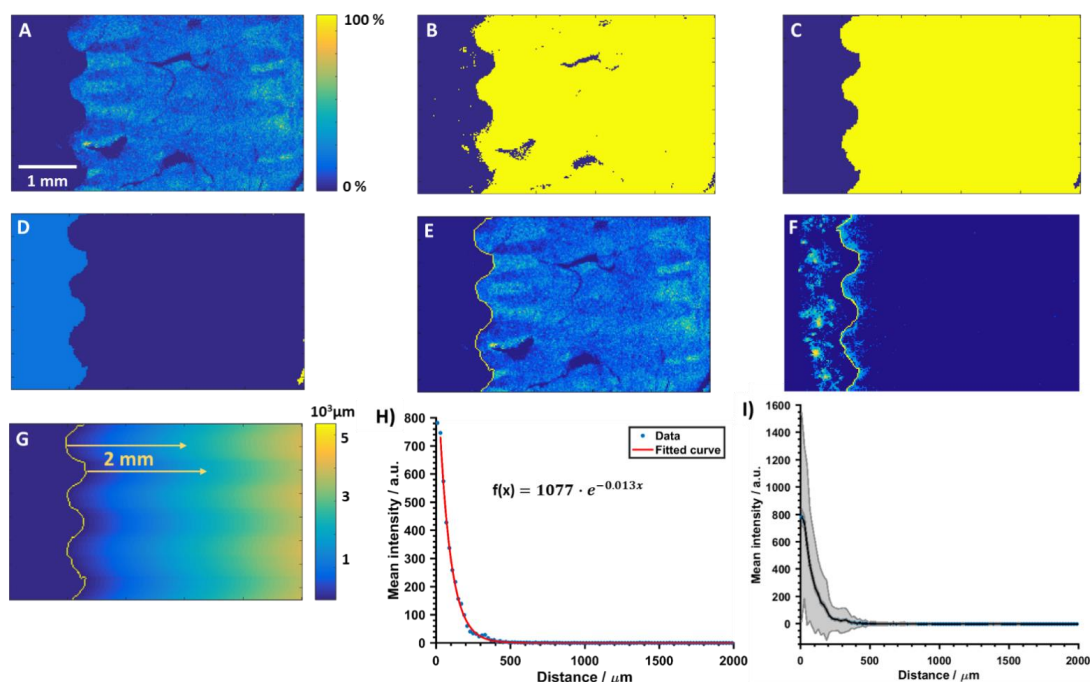 A
100 %
0 %
1 mm
B
C
D
E
F
G
10³µm
5
3
1
2 mm
H)
800
700
600
500
400
300
200
100
0
Mean intensity / a.u.
Data
Fitted curve
f(x) = 1077 · e^{-0.013x}
0 500 1000 1500 2000
Distance / µm
I)
1600
1400
1200
1000
800
600
400
200
0
Mean intensity / a.u.
0 500 1000 1500 2000
Distance / µm